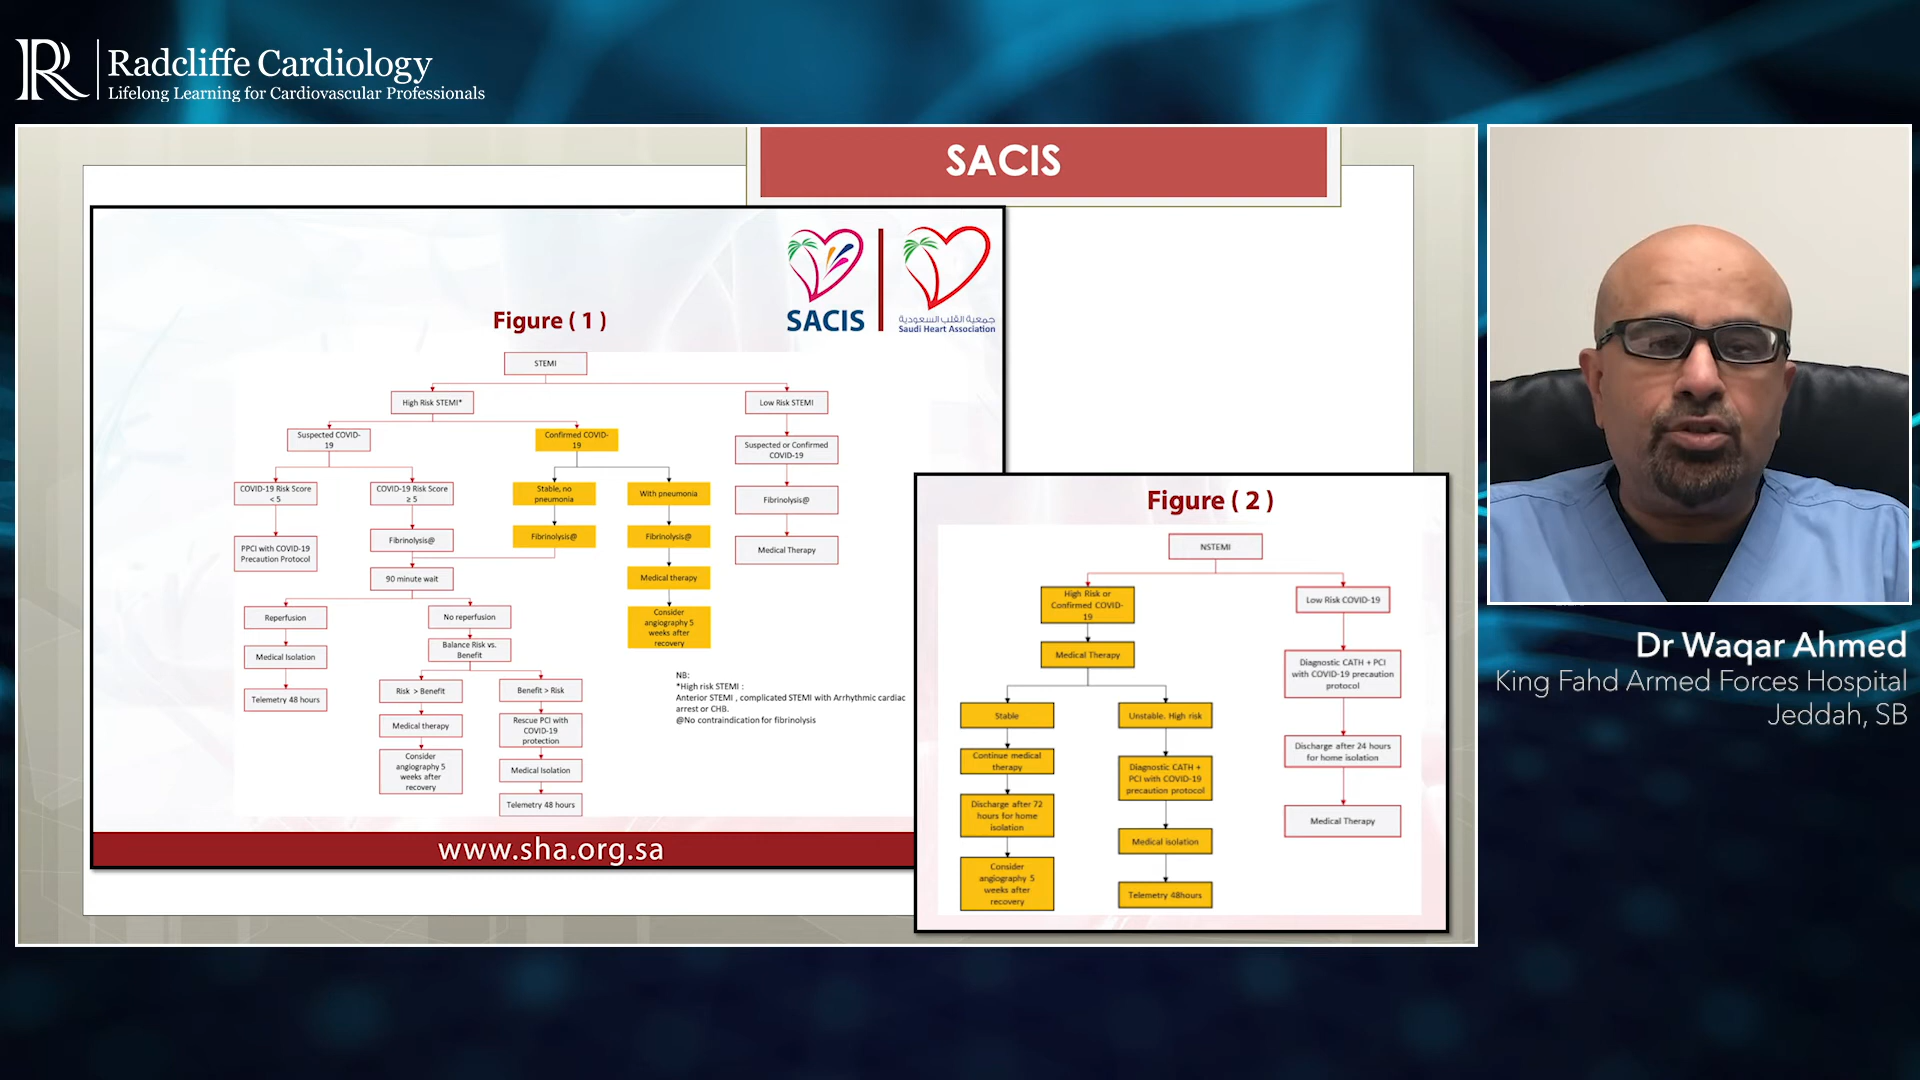 Radcliffe Cardiology
Lifelong Learning for Cardiovascular Professionals
SACIS
SACIS
جمعية القلب السعودية
Saudi Heart Association
Figure ( 1 )
STEMI
High Risk STEMI*
Low Risk STEMI
Suspected COVID-
19
Confirmed COVID-
19
Suspected or Confirmed
COVID-19
COVID-19 Risk Score
< 5
COVID-19 Risk Score
≥ 5
Stable, no
pneumonia
With pneumonia
Fibrinolysis@
PPCI with COVID-19
Precaution Protocol
Fibrinolysis@
Fibrinolysis@
Fibrinolysis@
Medical Therapy
90 minute wait
Medical therapy
Reperfusion
No reperfusion
Consider
angiography 5
weeks after
recovery
Medical Isolation
Balance Risk vs.
Benefit
Telemetry 48 hours
Risk > Benefit
Benefit > Risk
Medical therapy
Rescue PCI with
COVID-19
protection
Consider
angiography 5
weeks after
recovery
Medical Isolation
Telemetry 48 hours
NB:
*High risk STEMI :
Anterior STEMI , complicated STEMI with Arrhythmic cardiac
arrest or CHB.
@No contraindication for fibrinolysis
www.sha.org.sa
Figure ( 2 )
NSTEMI
High Risk or
Confirmed COVID-
19
Low Risk COVID-19
Medical Therapy
Diagnostic CATH + PCI
with COVID-19 precaution
protocol
Stable
Unstable. High risk
Continue medical
therapy
Diagnostic CATH +
PCI with COVID-19
precaution protocol
Discharge after 24 hours
for home isolation
Discharge after 72
hours for home
isolation
Medical isolation
Medical Therapy
Consider
angiography 5
weeks after
recovery
Telemetry 48hours
Dr Waqar Ahmed
King Fahd Armed Forces Hospital
Jeddah, SB